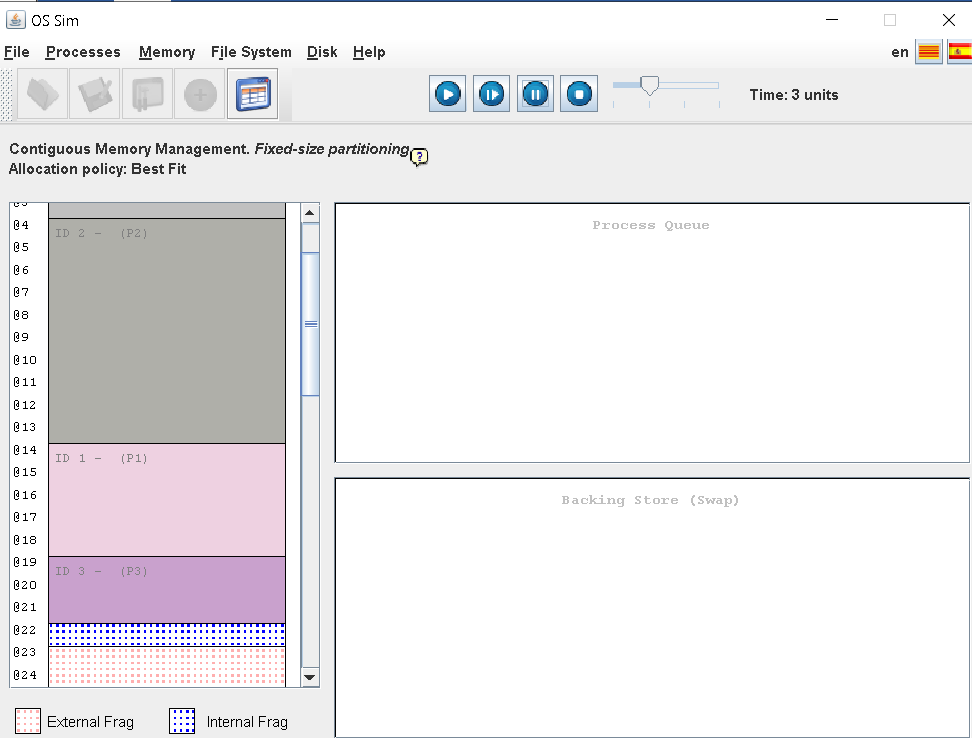 OS Sim
File Processes Memory File System Disk Help en
Time: 3 units
Contiguous Memory Management. Fixed-size partitioning
?
Allocation policy: Best Fit
@3
@4
ID 2 - (P2)
@5
@6
@7
@8
@9
@10
@11
@12
@13
@14
ID 1 - (P1)
@15
@16
@17
@18
@19
ID 3 - (P3)
@20
@21
@22
@23
@24
External Frag Internal Frag
Process Queue
Backing Store (Swap)